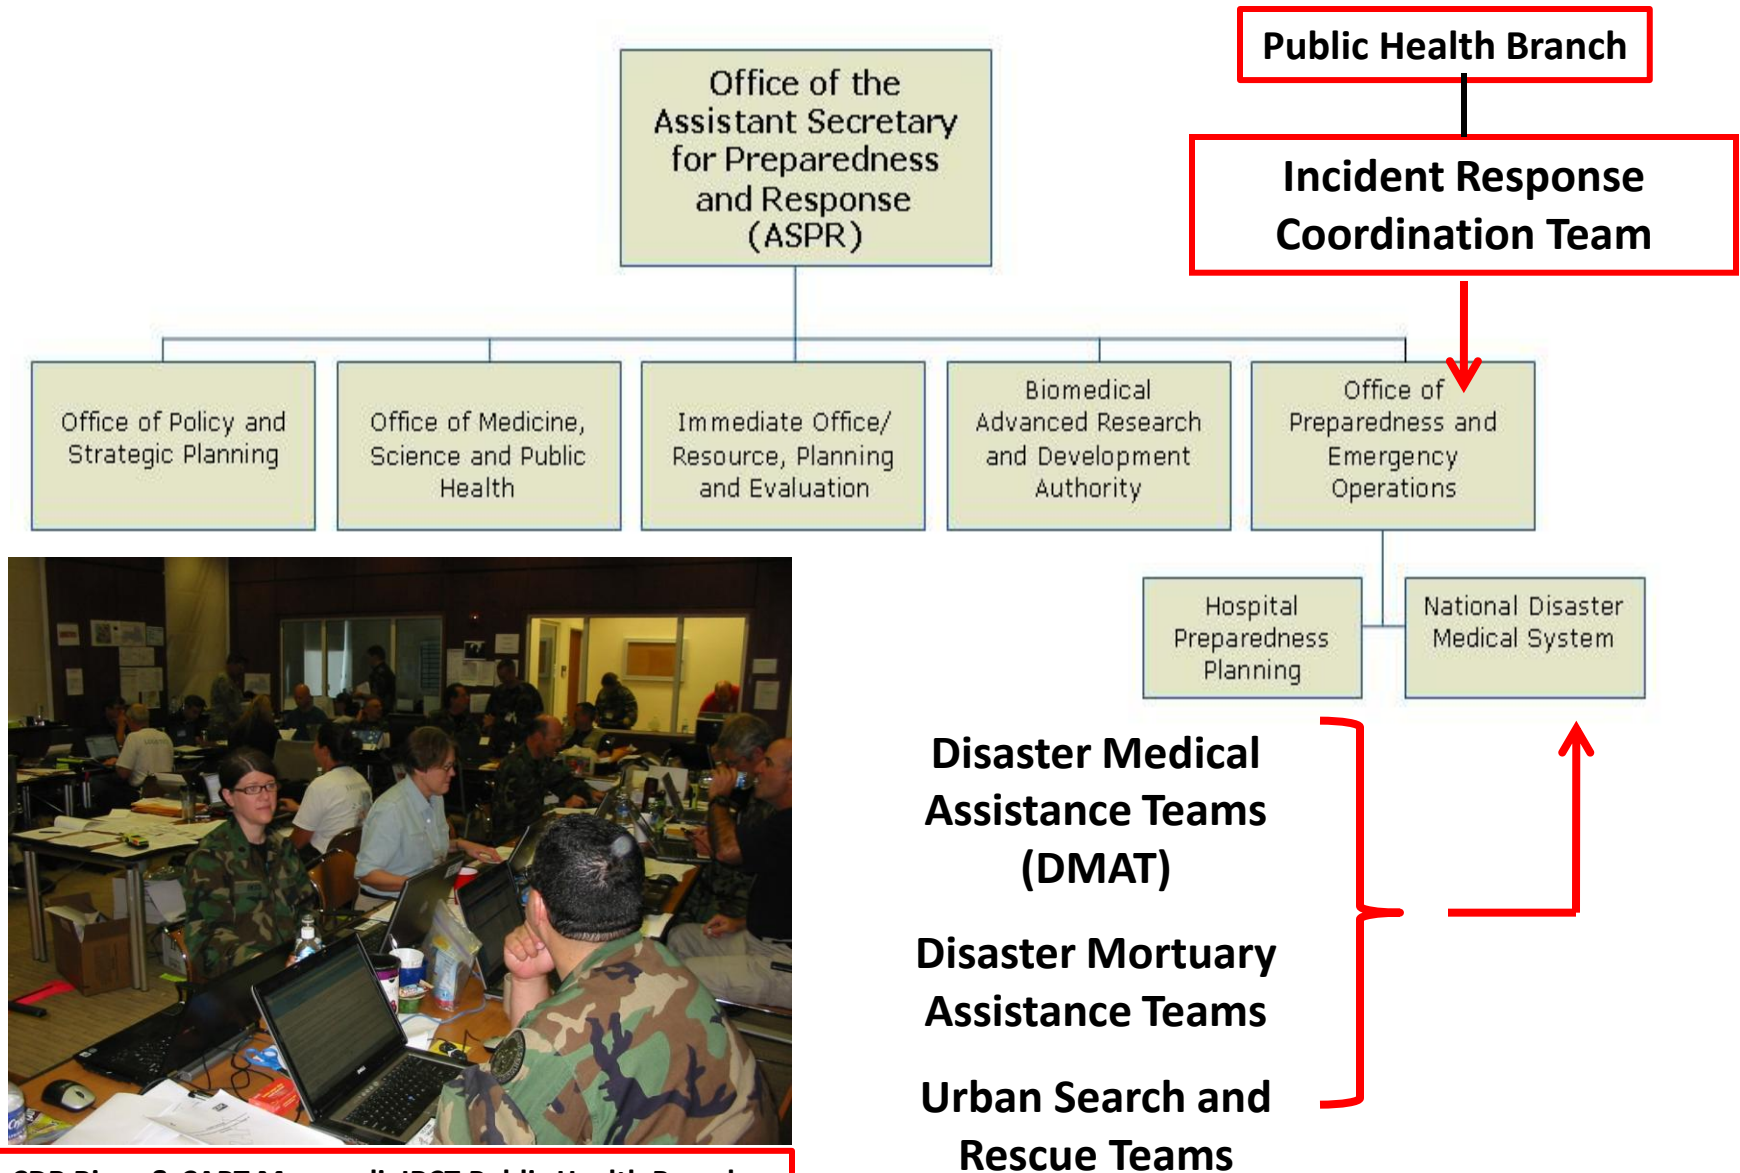 Public Health Branch
Office of the
Assistant Secretary
for Preparedness
and Response
(ASPR)
Incident Response
Coordination Team
Office of Policy and
Strategic Planning
Office of Medicine,
Science and Public
Health
Immediate Office/
Resource, Planning
and Evaluation
Biomedical
Advanced Research
and Development
Authority
Office of
Preparedness and
Emergency
Operations
Hospital
Preparedness
Planning
National Disaster
Medical System
Disaster Medical
Assistance Teams
(DMAT)
Disaster Mortuary
Assistance Teams
Urban Search and
Rescue Teams